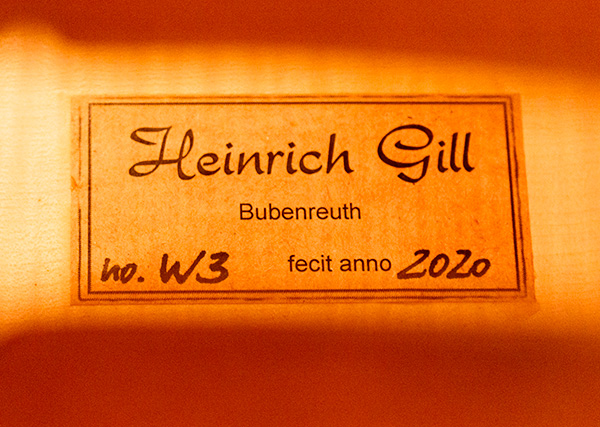 Heinrich Gill
Bubenreuth
no. W3 fecit anno 2020